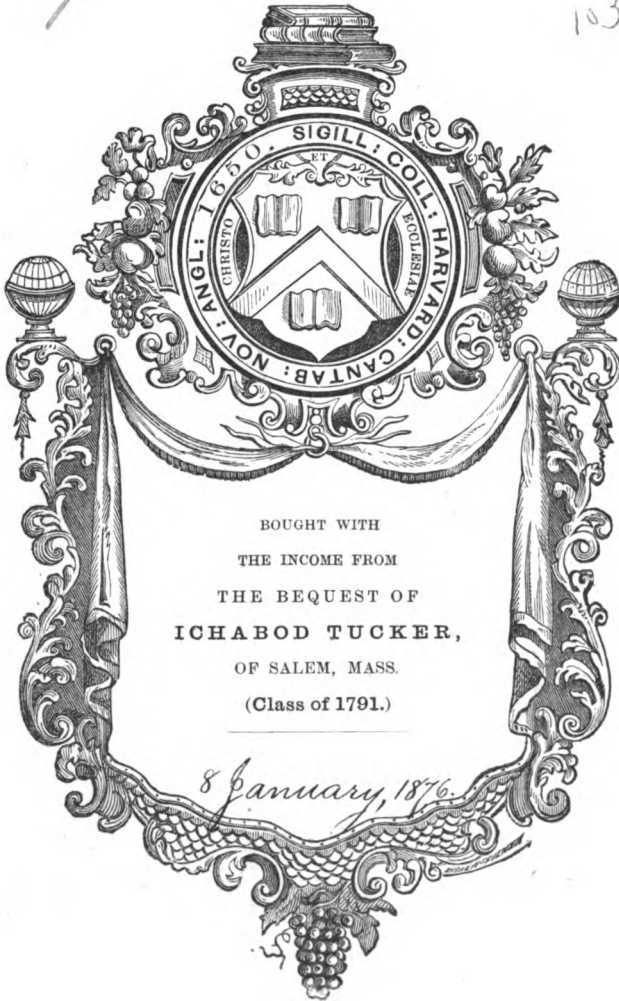 103
SIGILL: COLL: HARVARD: CANTAB: NOV: ANGL: 1650.
CHRISTO ET ECCLESIAE
BOUGHT WITH
THE INCOME FROM
THE BEQUEST OF
ICHABOD TUCKER,
OF SALEM, MASS.
(Class of 1791.)
8 January, 1876.